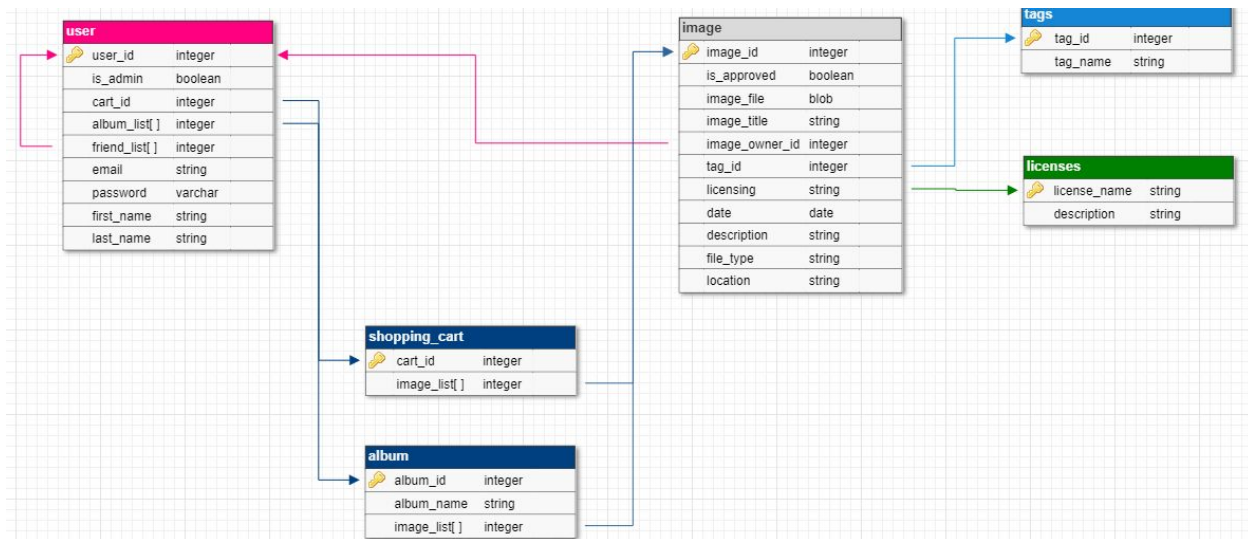 user
user_id integer
is_admin boolean
cart_id integer
album_list[ ] integer
friend_list[ ] integer
email string
password varchar
first_name string
last_name string
image
image_id integer
is_approved boolean
image_file blob
image_title string
image_owner_id integer
tag_id integer
licensing string
date date
description string
file_type string
location string
tags
tag_id integer
tag_name string
licenses
license_name string
description string
shopping_cart
cart_id integer
image_list[ ] integer
album
album_id integer
album_name string
image_list[ ] integer